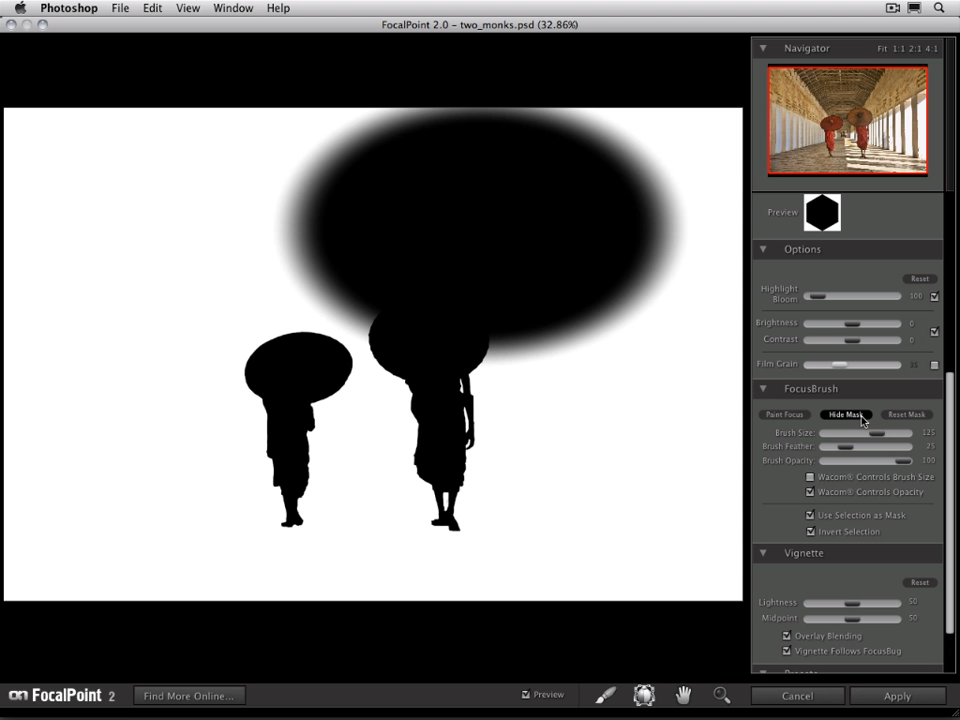 Photoshop File Edit View Window Help
FocalPoint 2.0 - two_monks.psd (32.86%)
Navigator Fit 1:1 2:1 4:1
Preview
Options
Reset
Highlight Bloom 100
Brightness 0
Contrast 0
Film Grain
FocusBrush
Paint Focus Hide Mask Reset Mask
Brush Size: 125
Brush Feather: 25
Brush Opacity: 100
Wacom® Controls Brush Size
Wacom® Controls Opacity
Use Selection as Mask
Invert Selection
Vignette
Reset
Lightness 50
Midpoint 50
Overlay Blending
Vignette Follows FocusBug
on FocalPoint 2 Find More Online... Preview Cancel Apply